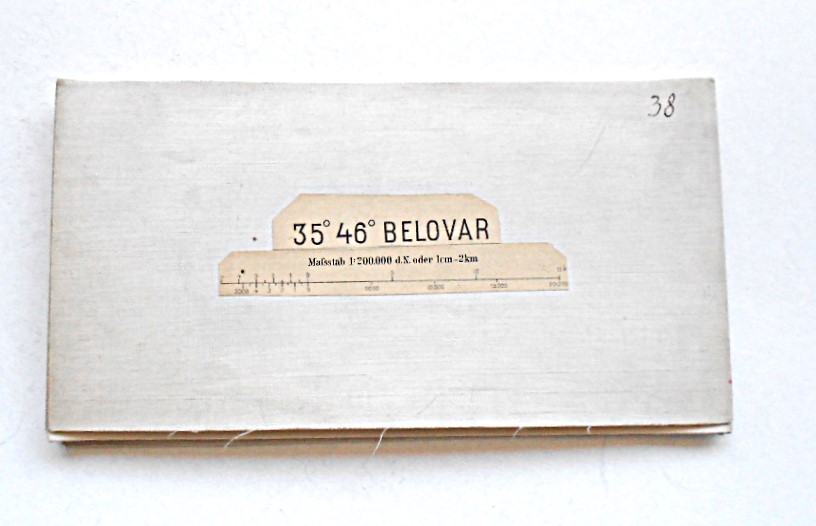 38
35° 46° BELOVAR
Maßstab 1:200.000 d.N. oder 1cm=2km